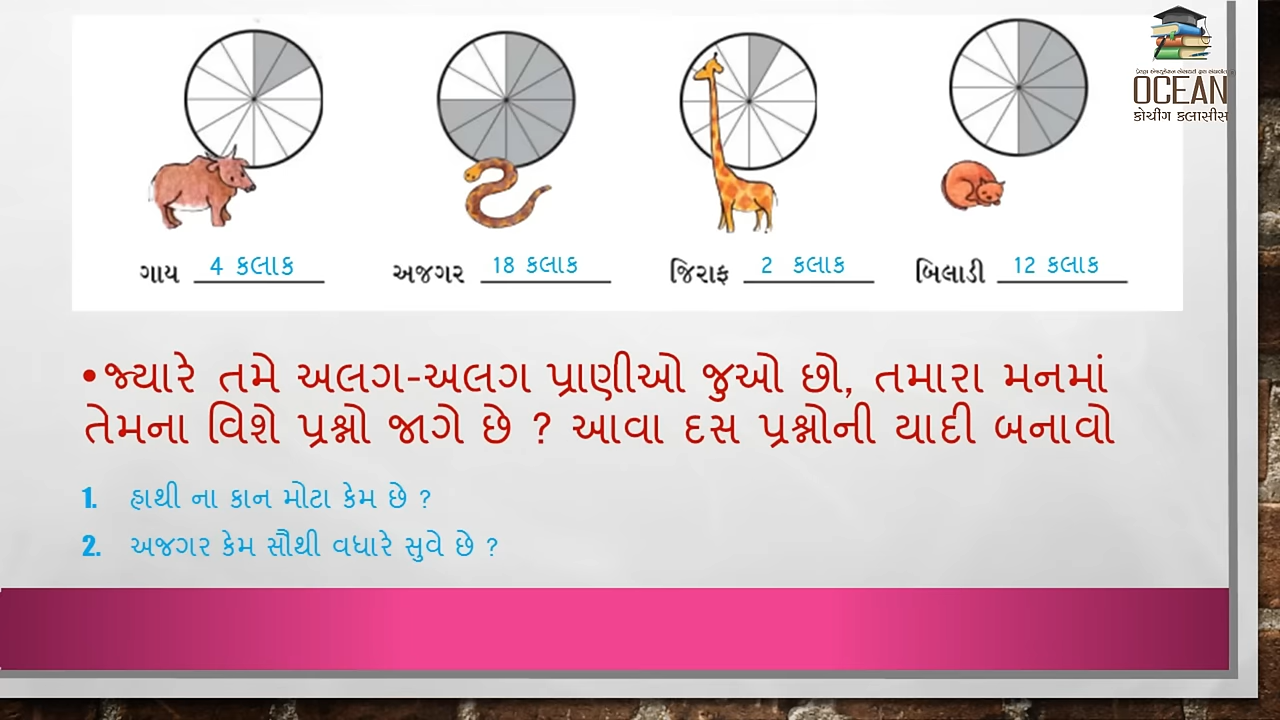 OCEAN
કોચીગ કલાસીસ
ગાય 4 કલાક
અજગર 18 કલાક
જિરાફ 2 કલાક
બિલાડી 12 કલાક
•જ્યારે તમે અલગ-અલગ પ્રાણીઓ જુઓ છો, તમારા મનમાં
તેમના વિશે પ્રશ્નો જાગે છે ? આવા દસ પ્રશ્નોની યાદી બનાવો
1. હાથી ના કાન મોટા કેમ છે ?
2. અજગર કેમ સૌથી વધારે સુવે છે ?